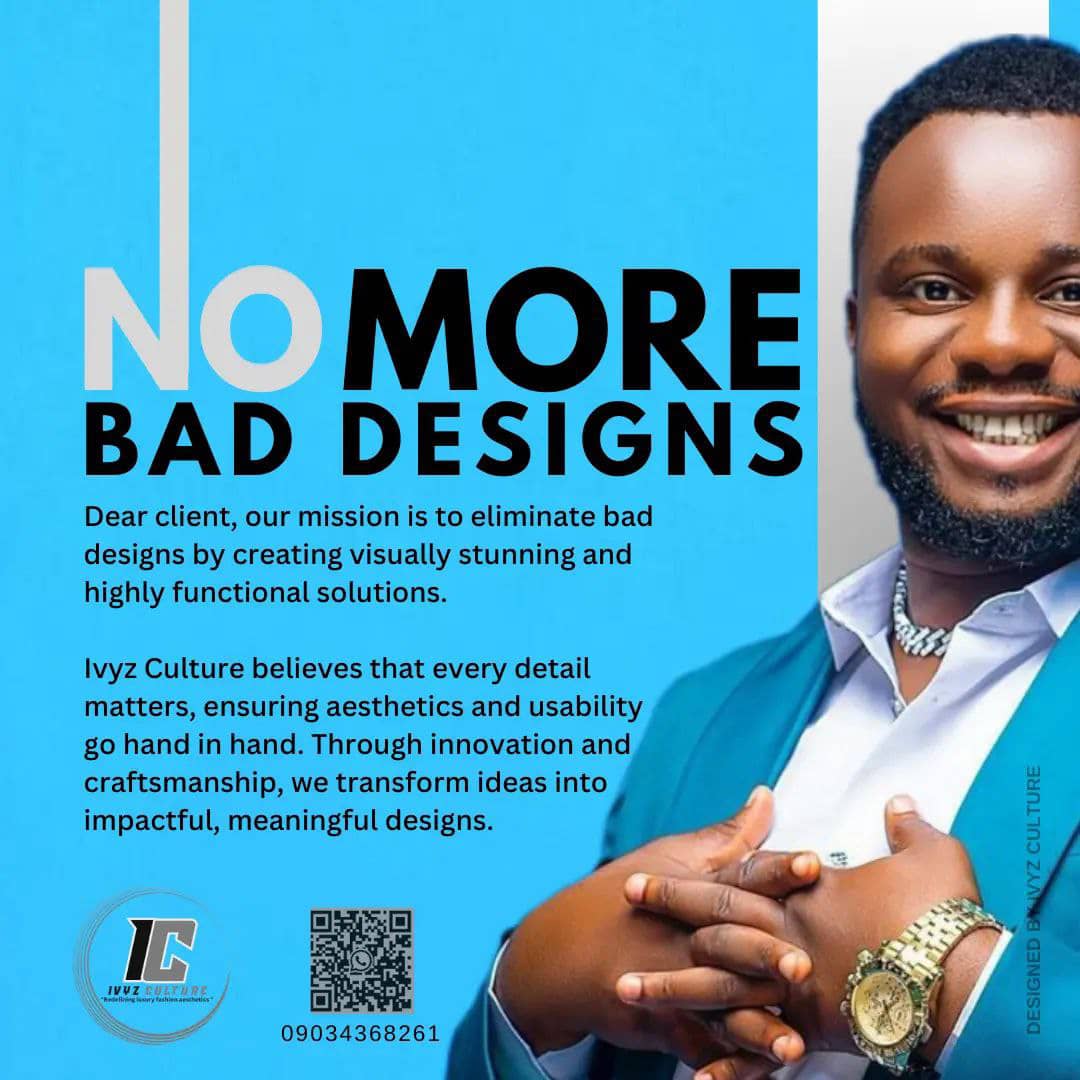 NO MORE
BAD DESIGNS
Dear client, our mission is to eliminate bad
designs by creating visually stunning and
highly functional solutions.
Ivyz Culture believes that every detail
matters, ensuring aesthetics and usability
go hand in hand. Through innovation and
craftsmanship, we transform ideas into
impactful, meaningful designs.
IC
IVYZ CULTURE
"Redefining luxury fashion aesthetics"
09034368261
DESIGNED BY IVYZ CULTURE